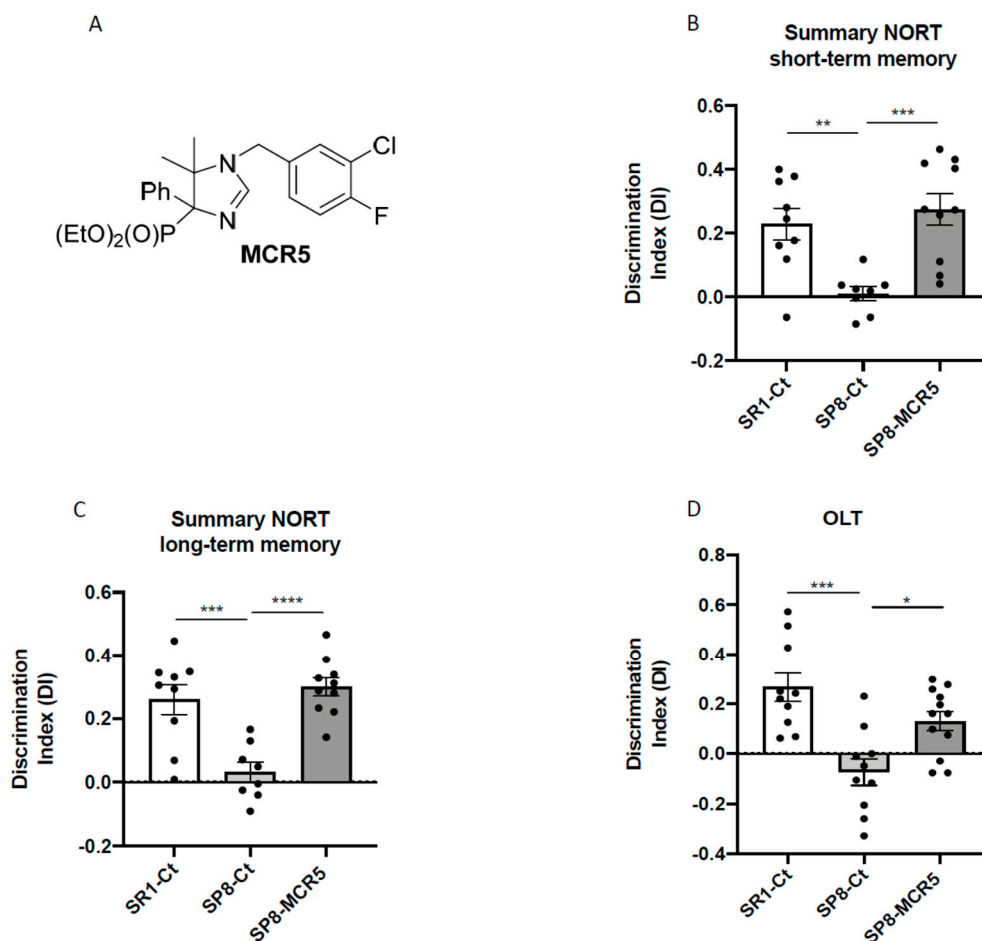 A
Cl
N
Ph
N
F
(EtO)2(O)P
MCR5
B
Summary NORT
short-term memory
Discrimination
Index (DI)
0.6
0.4
0.2
0.0
-0.2
**
***
SR1-Ct
SP8-Ct
SP8-MCR5
C
Summary NORT
long-term memory
Discrimination
Index (DI)
0.6
0.4
0.2
0.0
-0.2
***
****
SR1-Ct
SP8-Ct
SP8-MCR5
D
OLT
Discrimination
Index (DI)
0.8
0.6
0.4
0.2
0.0
-0.2
-0.4
***
*
SR1-Ct
SP8-Ct
SP8-MCR5